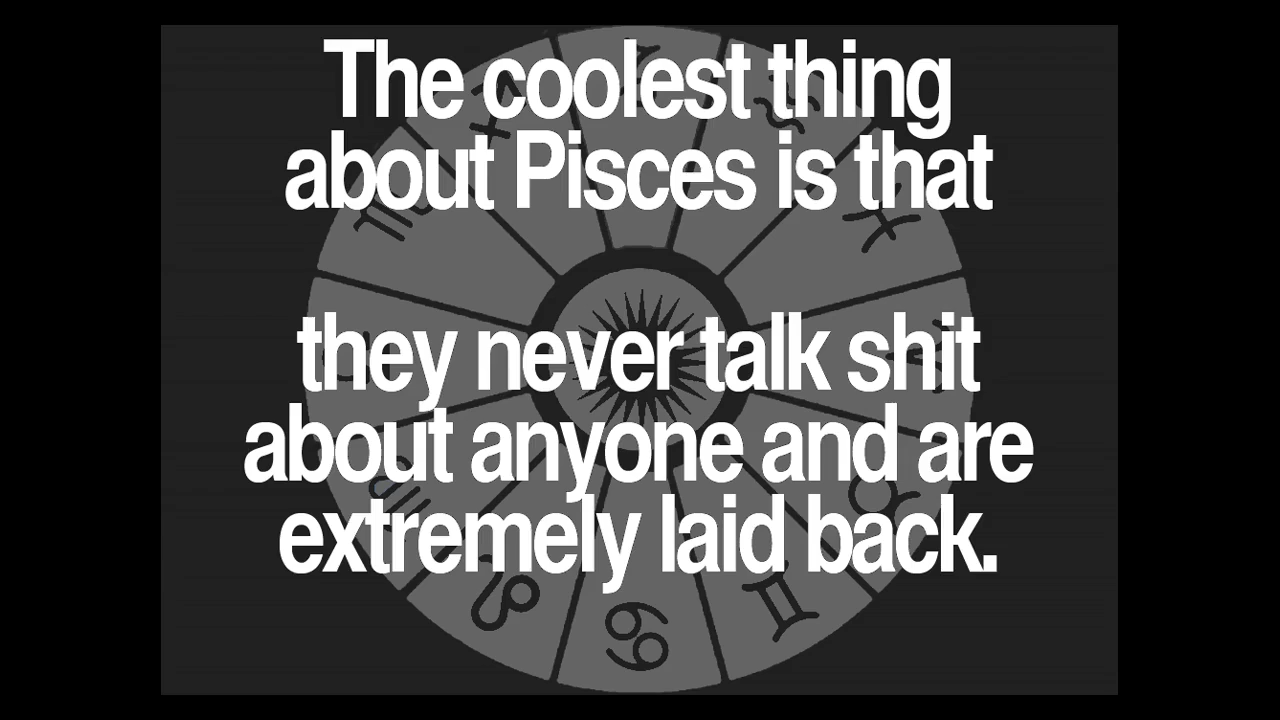 The coolest thing
about Pisces is that
they never talk shit
about anyone and are
extremely laid back.